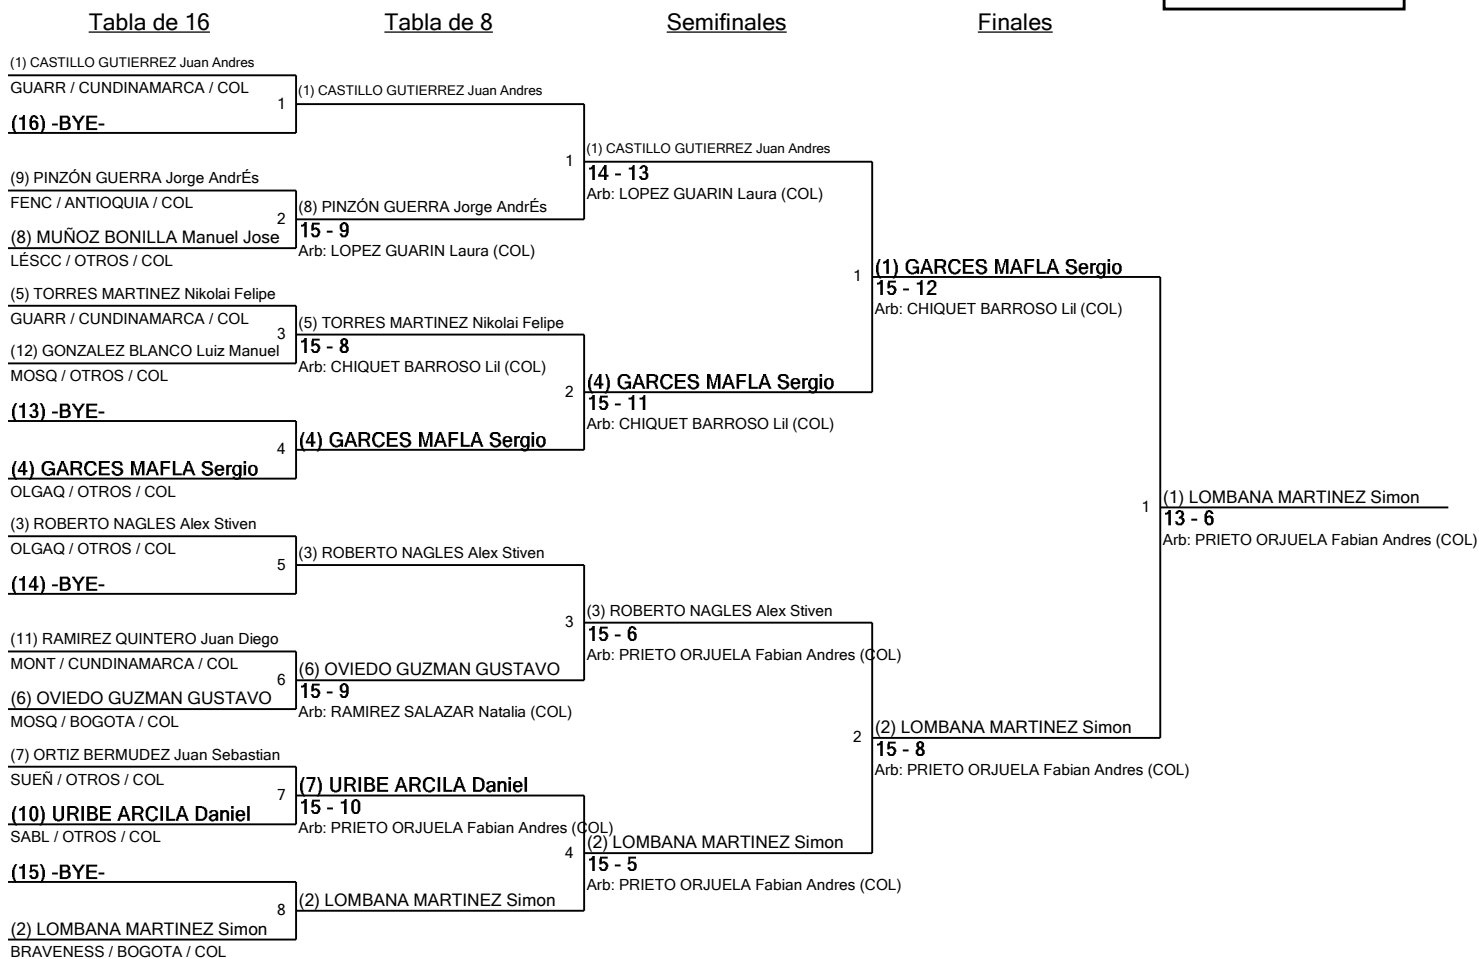 Tabla de 16
Tabla de 8
Semifinales
Finales
(1) CASTILLO GUTIERREZ Juan Andres
GUARR / CUNDINAMARCA / COL
1
(16) -BYE-
(9) PINZÓN GUERRA Jorge AndrÉs
FENC / ANTIOQUIA / COL
2
(8) MUÑOZ BONILLA Manuel Jose
LÉSCC / OTROS / COL
(5) TORRES MARTINEZ Nikolai Felipe
GUARR / CUNDINAMARCA / COL
3
(12) GONZALEZ BLANCO Luiz Manuel
MOSQ / OTROS / COL
(13) -BYE-
4
(4) GARCES MAFLA Sergio
OLGAQ / OTROS / COL
(3) ROBERTO NAGLES Alex Stiven
OLGAQ / OTROS / COL
5
(14) -BYE-
(11) RAMIREZ QUINTERO Juan Diego
MONT / CUNDINAMARCA / COL
6
(6) OVIEDO GUZMAN GUSTAVO
MOSQ / BOGOTA / COL
(7) ORTIZ BERMUDEZ Juan Sebastian
SUEÑ / OTROS / COL
7
(10) URIBE ARCILA Daniel
SABL / OTROS / COL
(15) -BYE-
8
(2) LOMBANA MARTINEZ Simon
BRAVENESS / BOGOTA / COL
(1) CASTILLO GUTIERREZ Juan Andres
1
(8) PINZÓN GUERRA Jorge AndrÉs
15 - 9
Arb: LOPEZ GUARIN Laura (COL)
(5) TORRES MARTINEZ Nikolai Felipe
15 - 8
Arb: CHIQUET BARROSO Lil (COL)
2
(4) GARCES MAFLA Sergio
(3) ROBERTO NAGLES Alex Stiven
3
(6) OVIEDO GUZMAN GUSTAVO
15 - 9
Arb: RAMIREZ SALAZAR Natalia (COL)
(7) URIBE ARCILA Daniel
15 - 10
Arb: PRIETO ORJUELA Fabian Andres (COL)
4
(2) LOMBANA MARTINEZ Simon
(1) CASTILLO GUTIERREZ Juan Andres
14 - 13
Arb: LOPEZ GUARIN Laura (COL)
1
(4) GARCES MAFLA Sergio
15 - 11
Arb: CHIQUET BARROSO Lil (COL)
(3) ROBERTO NAGLES Alex Stiven
15 - 6
Arb: PRIETO ORJUELA Fabian Andres (COL)
2
(2) LOMBANA MARTINEZ Simon
15 - 5
Arb: PRIETO ORJUELA Fabian Andres (COL)
(1) GARCES MAFLA Sergio
15 - 12
Arb: CHIQUET BARROSO Lil (COL)
1
(2) LOMBANA MARTINEZ Simon
15 - 8
Arb: PRIETO ORJUELA Fabian Andres (COL)
(1) LOMBANA MARTINEZ Simon
13 - 6
Arb: PRIETO ORJUELA Fabian Andres (COL)